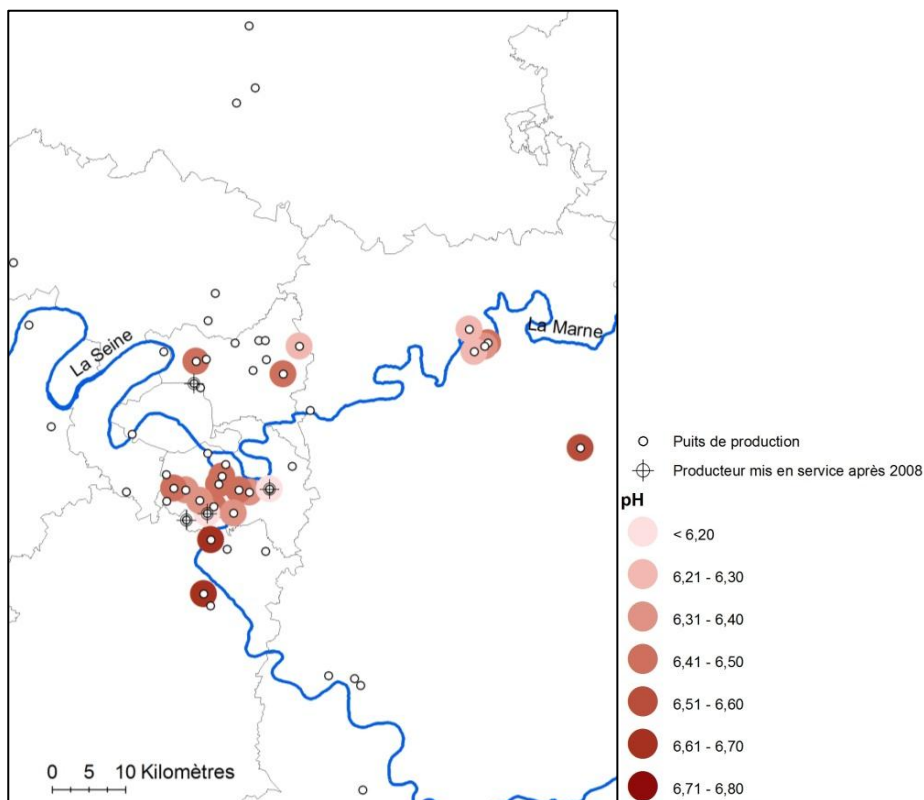 La Marne
La Seine
Puits de production
Producteur mis en service après 2008
pH
< 6,20
6,21 - 6,30
6,31 - 6,40
6,41 - 6,50
6,51 - 6,60
6,61 - 6,70
6,71 - 6,80
0 5 10 Kilomètres